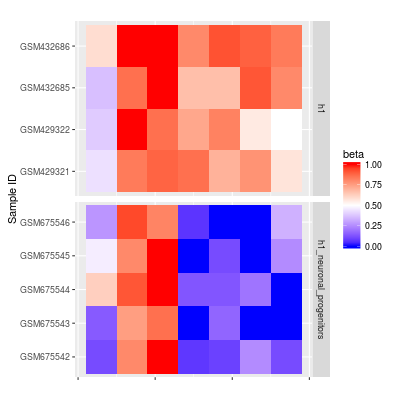 Sample ID
GSM432686
GSM432685
GSM429322
GSM429321
h1
GSM675546
GSM675545
GSM675544
GSM675543
GSM675542
h1_neuronal_progenitors
beta
1.00
0.75
0.50
0.25
0.00